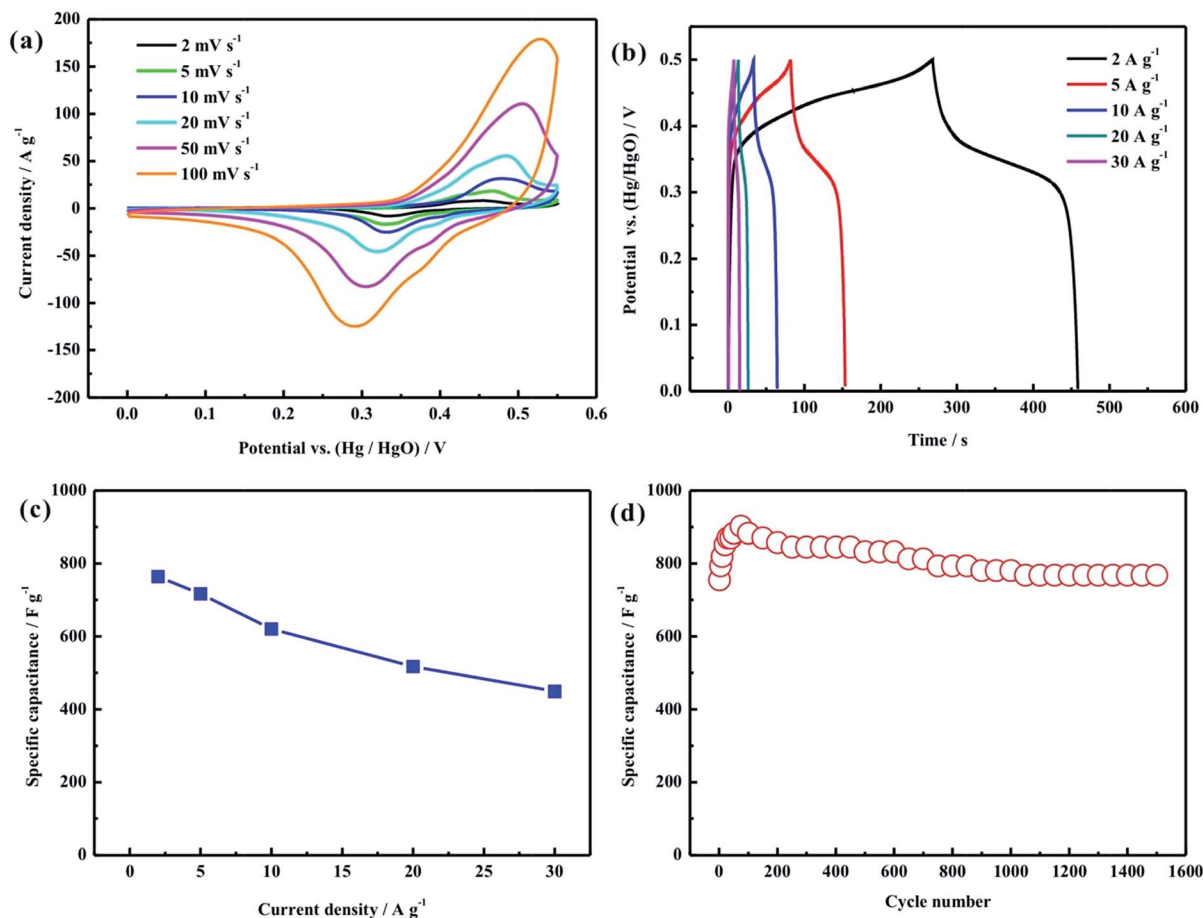 (a)
2 mV s⁻¹
5 mV s⁻¹
10 mV s⁻¹
20 mV s⁻¹
50 mV s⁻¹
100 mV s⁻¹
200
150
100
50
0
-50
-100
-150
-200
Current density / A g⁻¹
0.0 0.1 0.2 0.3 0.4 0.5 0.6
Potential vs. (Hg / HgO) / V
(b)
2 A g⁻¹
5 A g⁻¹
10 A g⁻¹
20 A g⁻¹
30 A g⁻¹
0.5
0.4
0.3
0.2
0.1
0.0
Potential vs. (Hg/HgO) / V
0 100 200 300 400 500 600
Time / s
(c)
1000
800
600
400
200
0
Specific capacitance / F g⁻¹
0 5 10 15 20 25 30
Current density / A g⁻¹
(d)
1000
800
600
400
200
0
Specific capacitance / F g⁻¹
0 200 400 600 800 1000 1200 1400 1600
Cycle number